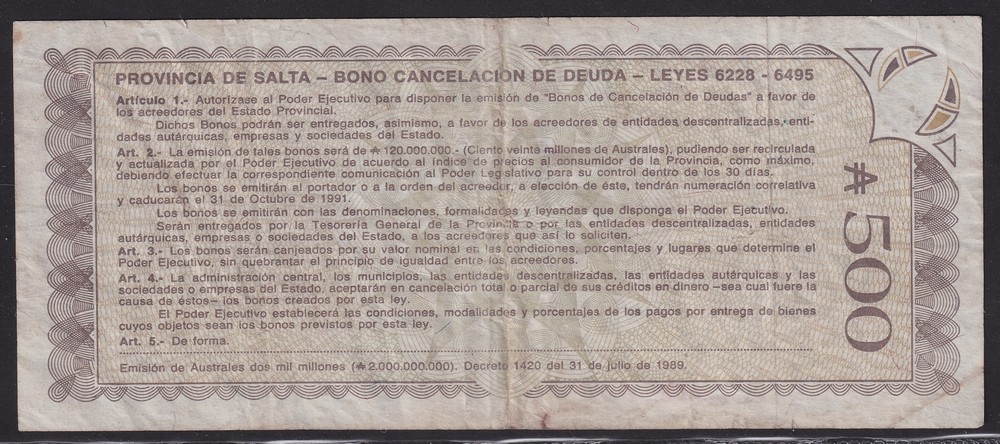 PROVINCIA DE SALTA – BONO CANCELACION DE DEUDA – LEYES 6228 - 6495
Artículo 1.- Autorízase al Poder Ejecutivo para disponer la emisión de "Bonos de Cancelación de Deudas" a favor de
los acreedores del Estado Provincial.
Dichos Bonos podrán ser entregados, asimismo, a favor de los acreedores de entidades descentralizadas, enti-
dades autárquicas, empresas y sociedades del Estado.
Art. 2.- La emisión de tales bonos será de ₳ 120.000.000.- (Ciento veinte millones de Australes), pudiendo ser recirculada
y actualizada por el Poder Ejecutivo de acuerdo al índice de precios al consumidor de la Provincia, como máximo,
debiendo efectuar la correspondiente comunicación al Poder Legislativo para su control dentro de los 30 días.
Los bonos se emitirán al portador o a la orden del acreedor, a elección de éste, tendrán numeración correlativa
y caducarán el 31 de Octubre de 1991.
Los bonos se emitirán con las denominaciones, formalidades y leyendas que disponga el Poder Ejecutivo.
Serán entregados por la Tesorería General de la Provincia o por las entidades descentralizadas, entidades
autárquicas, empresas o sociedades del Estado, a los acreedores que así lo soliciten.
Art. 3.- Los bonos serán canjeados por su valor nominal en las condiciones, porcentajes y lugares que determine el
Poder Ejecutivo, sin quebrantar el principio de igualdad entre los acreedores.
Art. 4.- La administración central, los municipios, las entidades descentralizadas, las entidades autárquicas y las
sociedades o empresas del Estado, aceptarán en cancelación total o parcial de sus créditos en dinero –sea cual fuere la
causa de éstos– los bonos creados por esta ley.
El Poder Ejecutivo establecerá las condiciones, modalidades y porcentajes de los pagos por entrega de bienes
cuyos objetos sean los bonos previstos por esta ley.
Art. 5.- De forma.
Emisión de Australes dos mil millones (₳ 2.000.000.000). Decreto 1420 del 31 de julio de 1989.
₳ 500